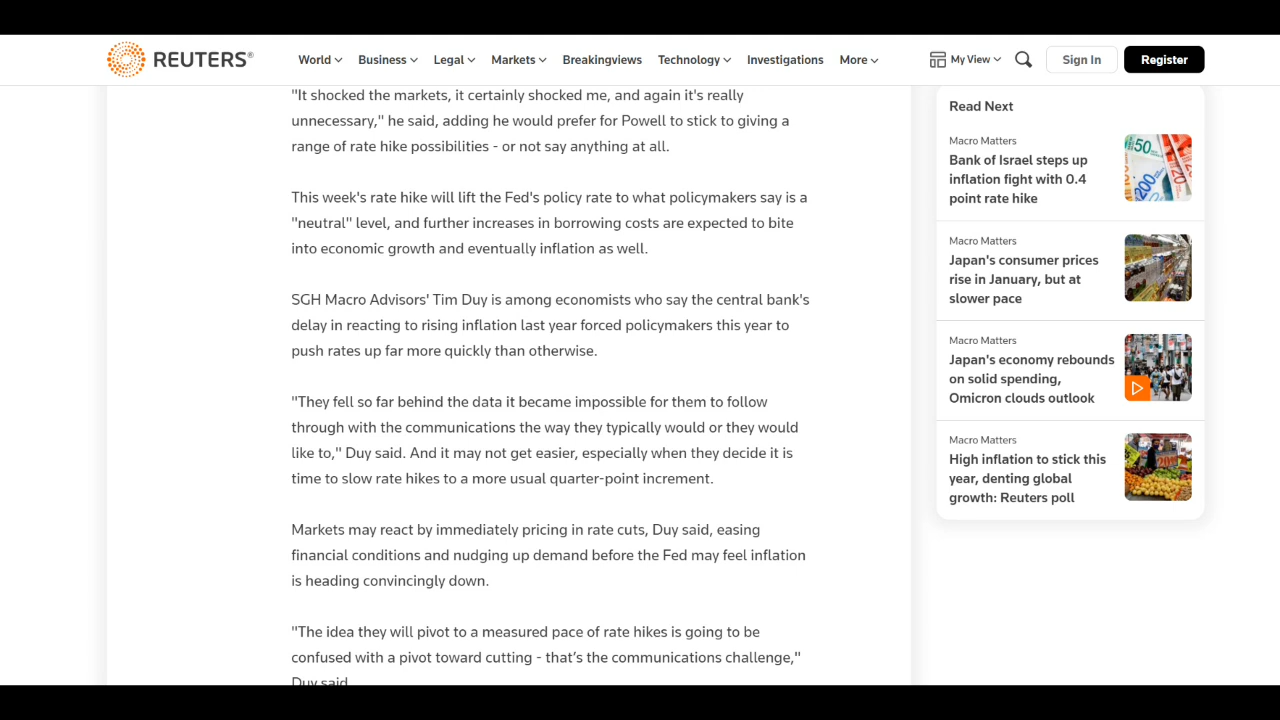 REUTERS®
World
Business
Legal
Markets
Breakingviews
Technology
Investigations
More
My View
Sign In
Register
"It shocked the markets, it certainly shocked me, and again it's really
unnecessary," he said, adding he would prefer for Powell to stick to giving a
range of rate hike possibilities - or not say anything at all.
This week's rate hike will lift the Fed's policy rate to what policymakers say is a
"neutral" level, and further increases in borrowing costs are expected to bite
into economic growth and eventually inflation as well.
SGH Macro Advisors' Tim Duy is among economists who say the central bank's
delay in reacting to rising inflation last year forced policymakers this year to
push rates up far more quickly than otherwise.
"They fell so far behind the data it became impossible for them to follow
through with the communications the way they typically would or they would
like to," Duy said. And it may not get easier, especially when they decide it is
time to slow rate hikes to a more usual quarter-point increment.
Markets may react by immediately pricing in rate cuts, Duy said, easing
financial conditions and nudging up demand before the Fed may feel inflation
is heading convincingly down.
"The idea they will pivot to a measured pace of rate hikes is going to be
confused with a pivot toward cutting - that’s the communications challenge,"
Duy said.
Read Next
Macro Matters
Bank of Israel steps up
inflation fight with 0.4
point rate hike
50
200
20
Macro Matters
Japan's consumer prices
rise in January, but at
slower pace
Macro Matters
Japan's economy rebounds
on solid spending,
Omicron clouds outlook
Macro Matters
High inflation to stick this
year, denting global
growth: Reuters poll